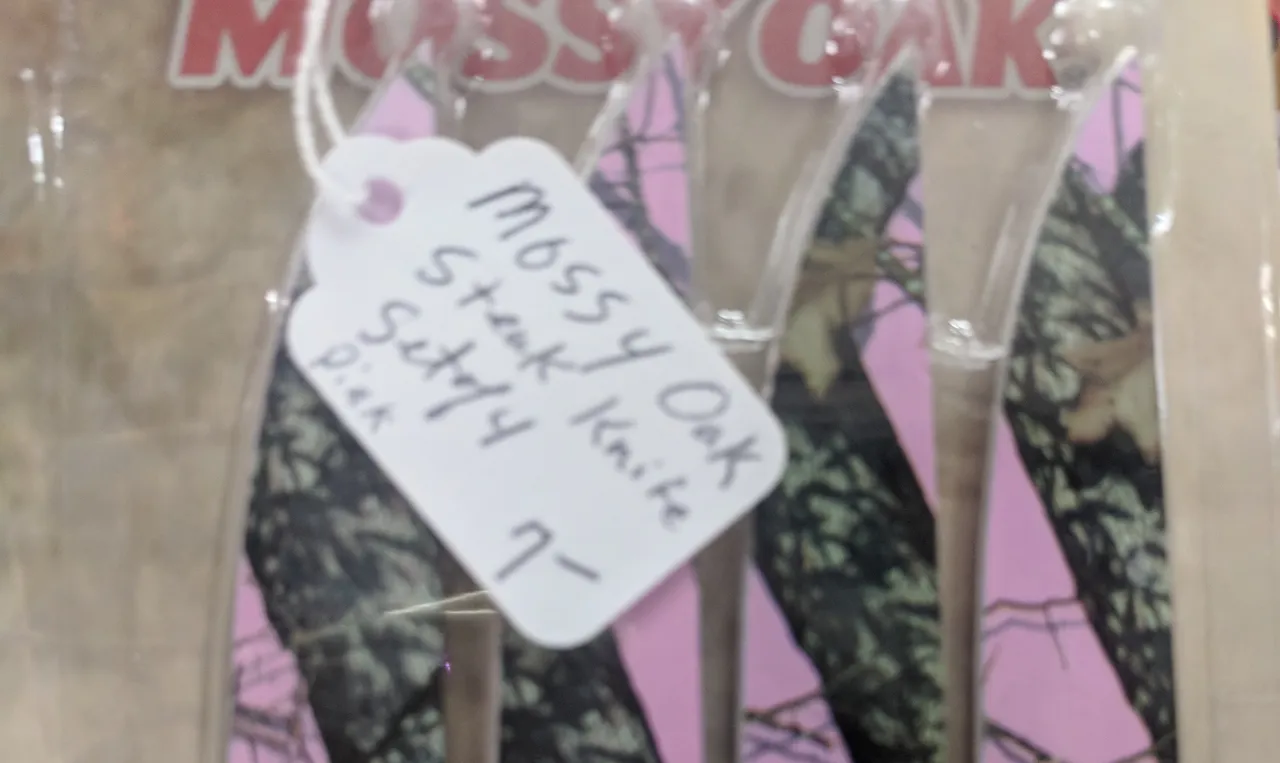 MOSSY OAK
Mossy Oak
Steak Knife
Set of 4
Pink
7-